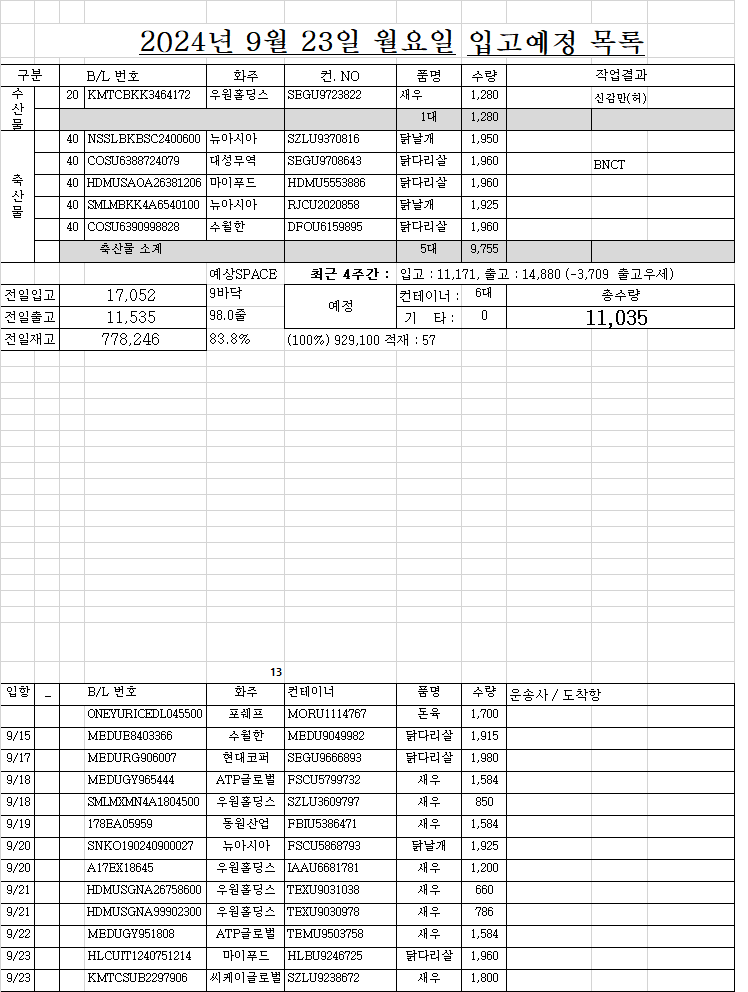 2024년 9월 23일 월요일 입고예정 목록
구분 B/L 번호 화주 컨. NO 품명 수량 작업결과
수산물
20 KMTCBKK3464172 우원홀딩스 SEGU9723822 새우 1,280 신감만(허)
1대 1,280
축산물
40 NSSLBKBSC2400600 뉴아시아 SZLU9370816 닭날개 1,950
40 COSU6388724079 대성무역 SEGU9708643 닭다리살 1,960 BNCT
40 HDMUSAOA26381206 마이푸드 HDMU5553886 닭다리살 1,960
40 SMLMBKK4A6540100 뉴아시아 RJCU2020858 닭날개 1,925
40 COSU6390998828 수월한 DFOU6159895 닭다리살 1,960
축산물 소계 5대 9,755
예상SPACE 최근 4주간 : 입고 : 11,171, 출고 : 14,880 (-3,709 출고우세)
전일입고 17,052 9바닥 예정 컨테이너 : 6대 총수량
전일출고 11,535 98.0줄 기 타 : 0 11,035
전일재고 778,246 83.8% (100%) 929,100 적재 : 57
13
입항 _ B/L 번호 화주 컨테이너 품명 수량 운송사 / 도착항
ONEYURICEDL045500 포쉐프 MORU1114767 돈육 1,700
9/15 MEDUE8403366 수월한 MEDU9049982 닭다리살 1,915
9/17 MEDURG906007 현대코퍼 SEGU9666893 닭다리살 1,980
9/18 MEDUGY965444 ATP글로벌 FSCU5799732 새우 1,584
9/18 SMLMXMN4A1804500 우원홀딩스 SZLU3609797 새우 850
9/19 178EA05959 동원산업 FBIU5386471 새우 1,584
9/20 SNKO190240900027 뉴아시아 FSCU5868793 닭날개 1,925
9/20 A17EX18645 우원홀딩스 IAAU6681781 새우 1,200
9/21 HDMUSGNA26758600 우원홀딩스 TEXU9031038 새우 660
9/21 HDMUSGNA99902300 우원홀딩스 TEXU9030978 새우 786
9/22 MEDUGY951808 ATP글로벌 TEMU9503758 새우 1,584
9/23 HLCUIT1240751214 마이푸드 HLBU9246725 닭다리살 1,960
9/23 KMTCSUB2297906 씨케이글로벌 SZLU9238672 새우 1,800